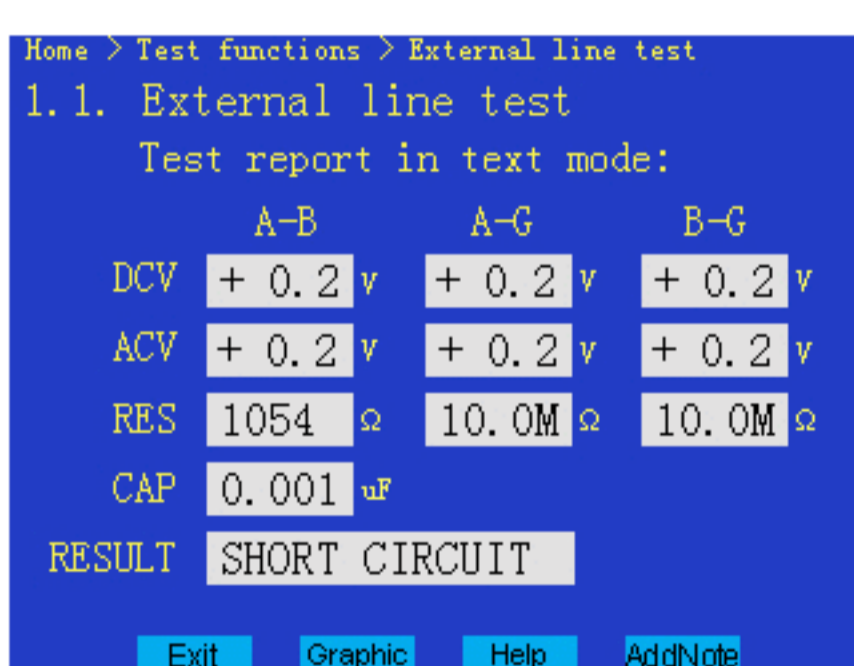 Home > Test functions > External line test
1.1. External line test
Test report in text mode:
A-B A-G B-G
DCV + 0.2 V + 0.2 V + 0.2 V
ACV + 0.2 V + 0.2 V + 0.2 V
RES 1054 Ω 10.0M Ω 10.0M Ω
CAP 0.001 uF
RESULT SHORT CIRCUIT
Exit Graphic Help AddNote